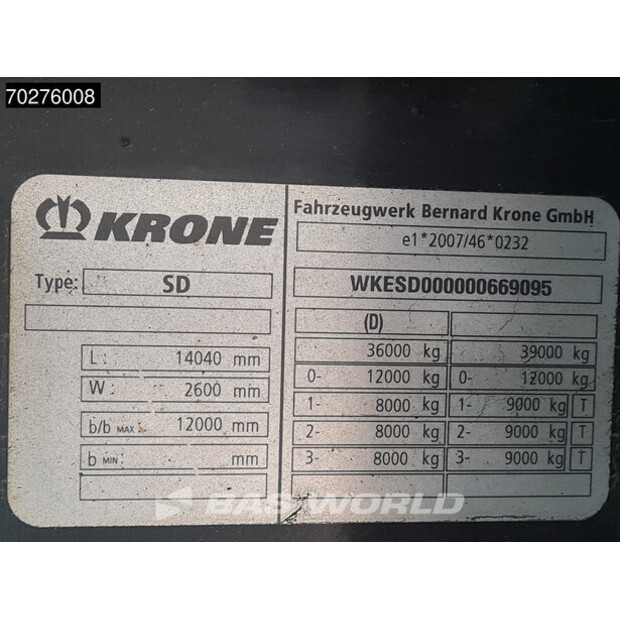 70276008
KRONE
Fahrzeugwerk Bernard Krone GmbH
e1*2007/46*0232
Type: SD
WKESD000000669095
(D)
L: 14040 mm
36000 kg 39000 kg
W: 2600 mm
0- 12000 kg 0- 12000 kg
b/b MAX: 12000 mm
1- 8000 kg 1- 9000 kg T
b MIN: mm
2- 8000 kg 2- 9000 kg T
3- 8000 kg 3- 9000 kg T
BAS WORLD